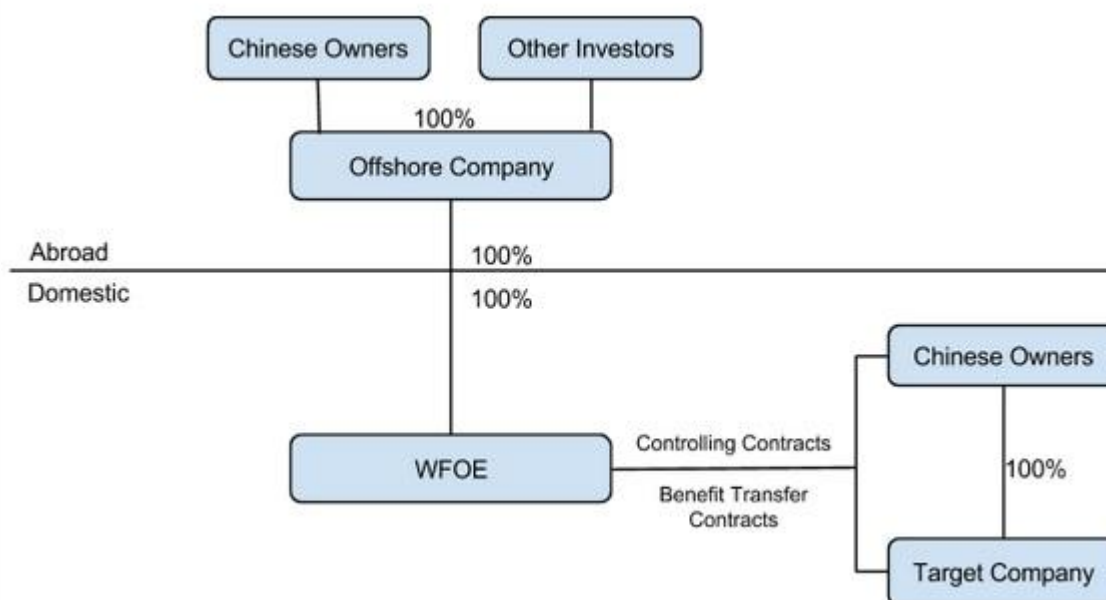 Chinese Owners
Other Investors
100%
Offshore Company
Abroad
100%
Domestic
100%
Chinese Owners
Controlling Contracts
WFOE
100%
Benefit Transfer
Contracts
Target Company